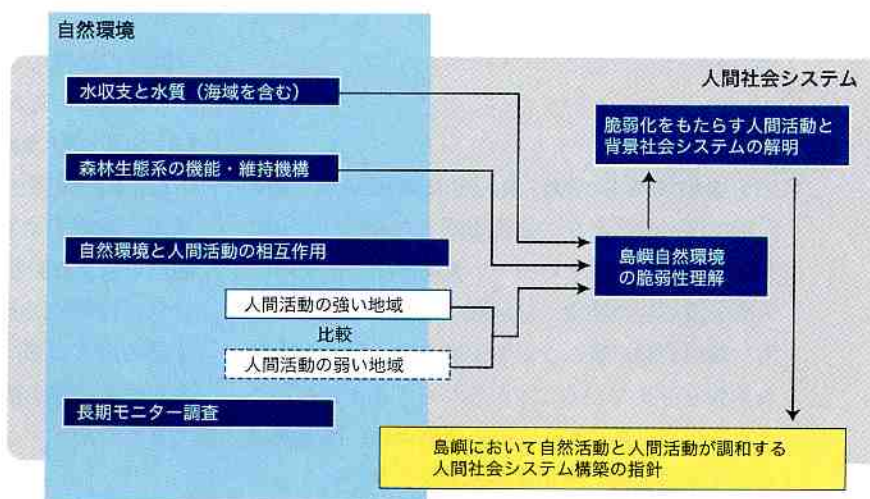 自然環境
人間社会システム
水収支と水質（海域を含む）
森林生態系の機能・維持機構
自然環境と人間活動の相互作用
人間活動の強い地域
比較
人間活動の弱い地域
長期モニター調査
脆弱化をもたらす人間活動と
背景社会システムの解明
島嶼自然環境
の脆弱性理解
島嶼において自然活動と人間活動が調和する
人間社会システム構築の指針